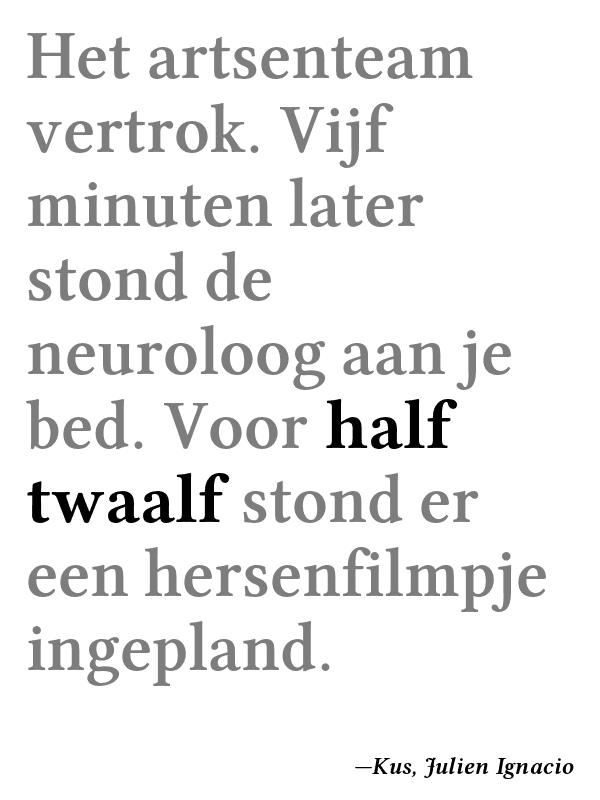 Het artsenteam
vertrok. Vijf
minuten later
stond de
neuroloog aan je
bed. Voor half
twaalf stond er
een hersenfilmpje
ingepland.
—Kus, Julien Ignacio